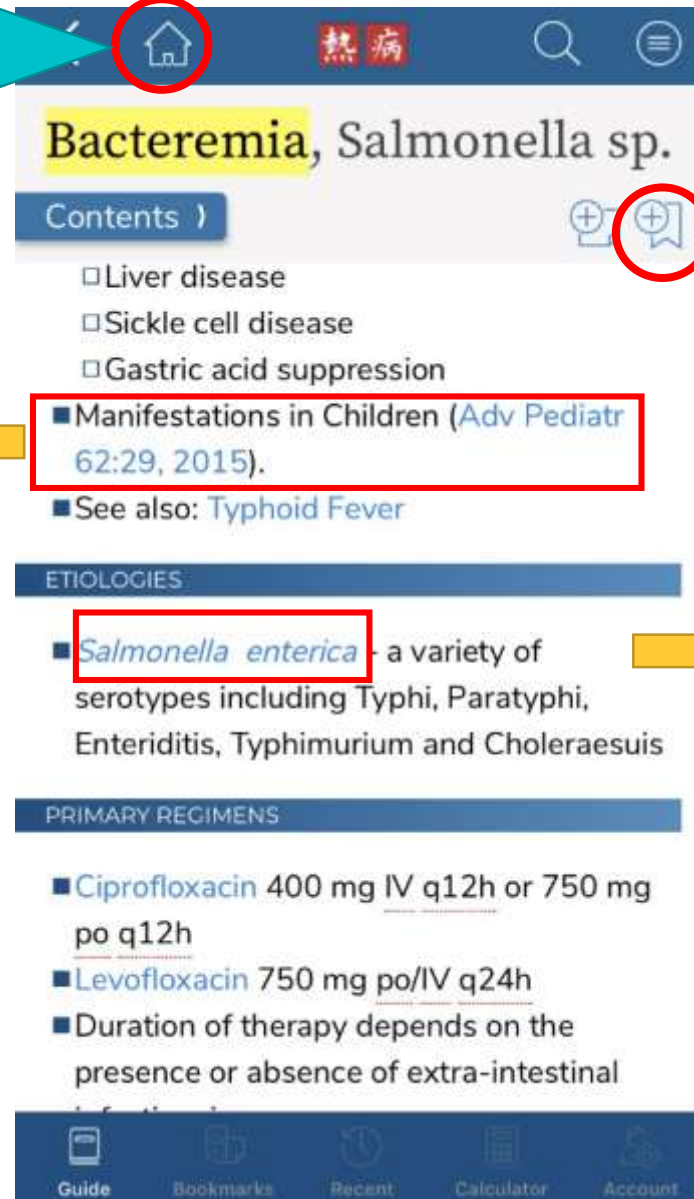 熱病
Bacteremia, Salmonella sp.
Contents
Liver disease
Sickle cell disease
Gastric acid suppression
Manifestations in Children (Adv Pediatr
62:29, 2015).
See also: Typhoid Fever
ETIOLOGIES
Salmonella enterica - a variety of
serotypes including Typhi, Paratyphi,
Enteriditis, Typhimurium and Choleraesuis
PRIMARY REGIMENS
Ciprofloxacin 400 mg IV q12h or 750 mg
po q12h
Levofloxacin 750 mg po/IV q24h
Duration of therapy depends on the
presence or absence of extra-intestinal
Guide Bookmarks Recent Calculator Account